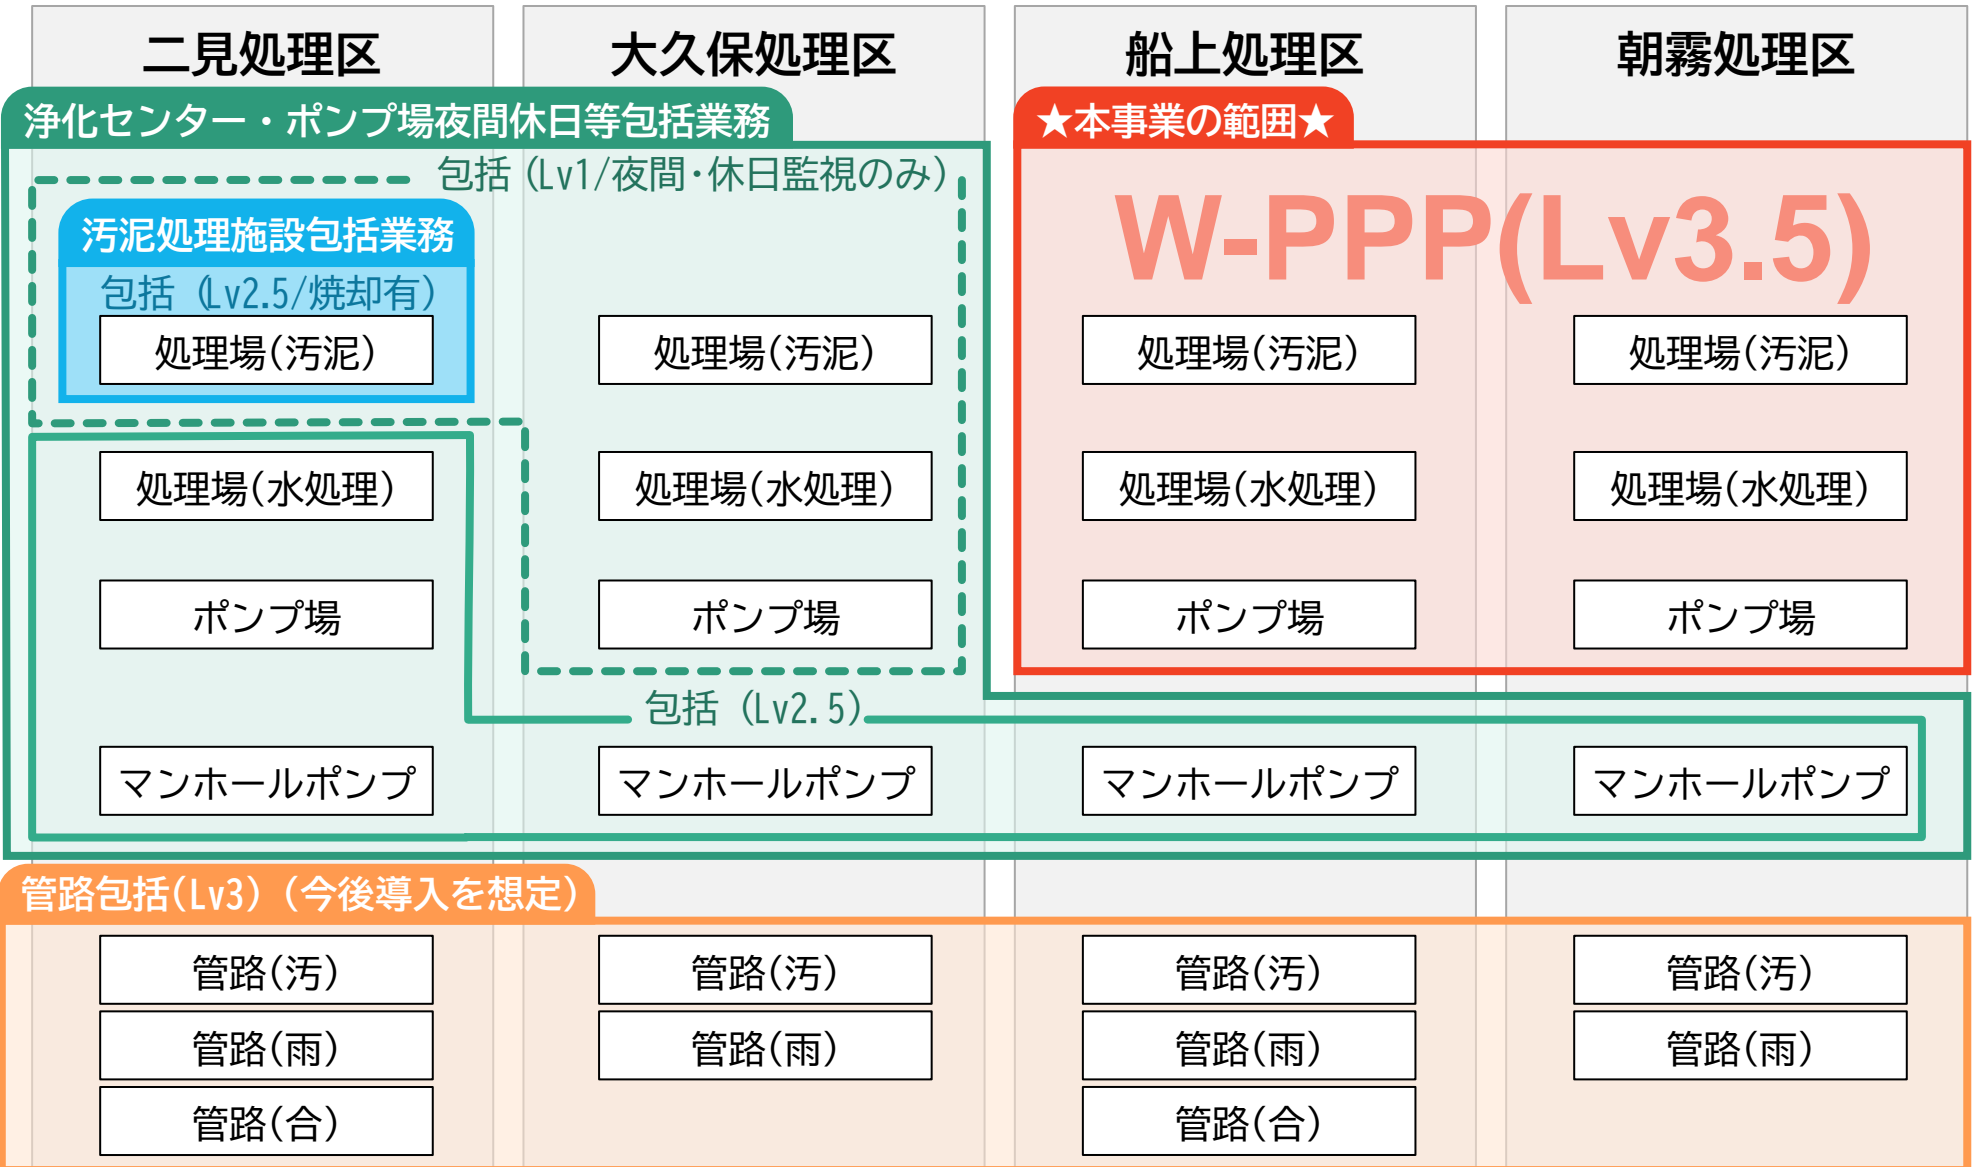 二見処理区
大久保処理区
船上処理区
朝霧処理区
浄化センター・ポンプ場夜間休日等包括業務
★本事業の範囲★
包括(Lv1/夜間・休日監視のみ)
W-PPP(Lv3.5)
汚泥処理施設包括業務
包括(Lv2.5/焼却有)
処理場(汚泥)
処理場(汚泥)
処理場(汚泥)
処理場(汚泥)
処理場(水処理)
処理場(水処理)
処理場(水処理)
処理場(水処理)
ポンプ場
ポンプ場
ポンプ場
ポンプ場
包括(Lv2.5)
マンホールポンプ
マンホールポンプ
マンホールポンプ
マンホールポンプ
管路包括(Lv3)(今後導入を想定)
管路(汚)
管路(汚)
管路(汚)
管路(汚)
管路(雨)
管路(雨)
管路(雨)
管路(雨)
管路(合)
管路(合)